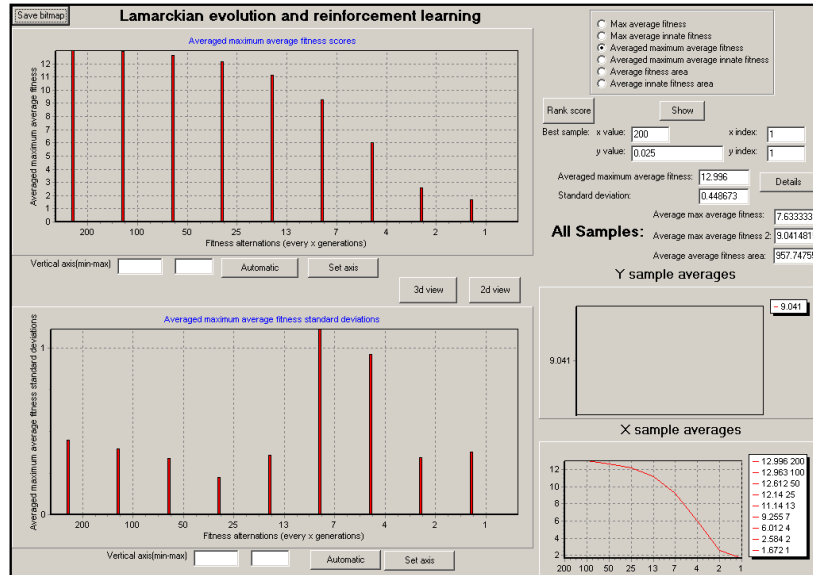 Save bitmap
Lamarckian evolution and reinforcement learning
Averaged maximum average fitness scores
Averaged maximum average fitness
12
11
10
9
8
7
6
5
4
3
2
1
0
200 100 50 25 13 7 4 2 1
Fitness alternations (every x generations)
Vertical axis(min-max)
Automatic
Set axis
3d view
2d view
Averaged maximum average fitness standard deviations
Averaged maximum average fitness standard deviations
1
0
200 100 50 25 13 7 4 2 1
Fitness alternations (every x generations)
Vertical axis(min-max)
Automatic
Set axis
Max average fitness
Max average innate fitness
Averaged maximum average fitness
Averaged maximum average innate fitness
Average fitness area
Average innate fitness area
Rank score
Show
Best sample: x value: 200 x index: 1
y value: 0.025 y index: 1
Averaged maximum average fitness: 12.996
Standard deviation: 0.448673
Details
All Samples:
Average max average fitness: 7.633333
Average max average fitness 2: 9.041481
Average average fitness area: 957.7475
Y sample averages
9.041
9.041
X sample averages
12
10
8
6
4
2
200 100 50 25 13 7 4 2 1
12.996 200
12.963 100
12.612 50
12.14 25
11.14 13
9.255 7
6.012 4
2.584 2
1.672 1